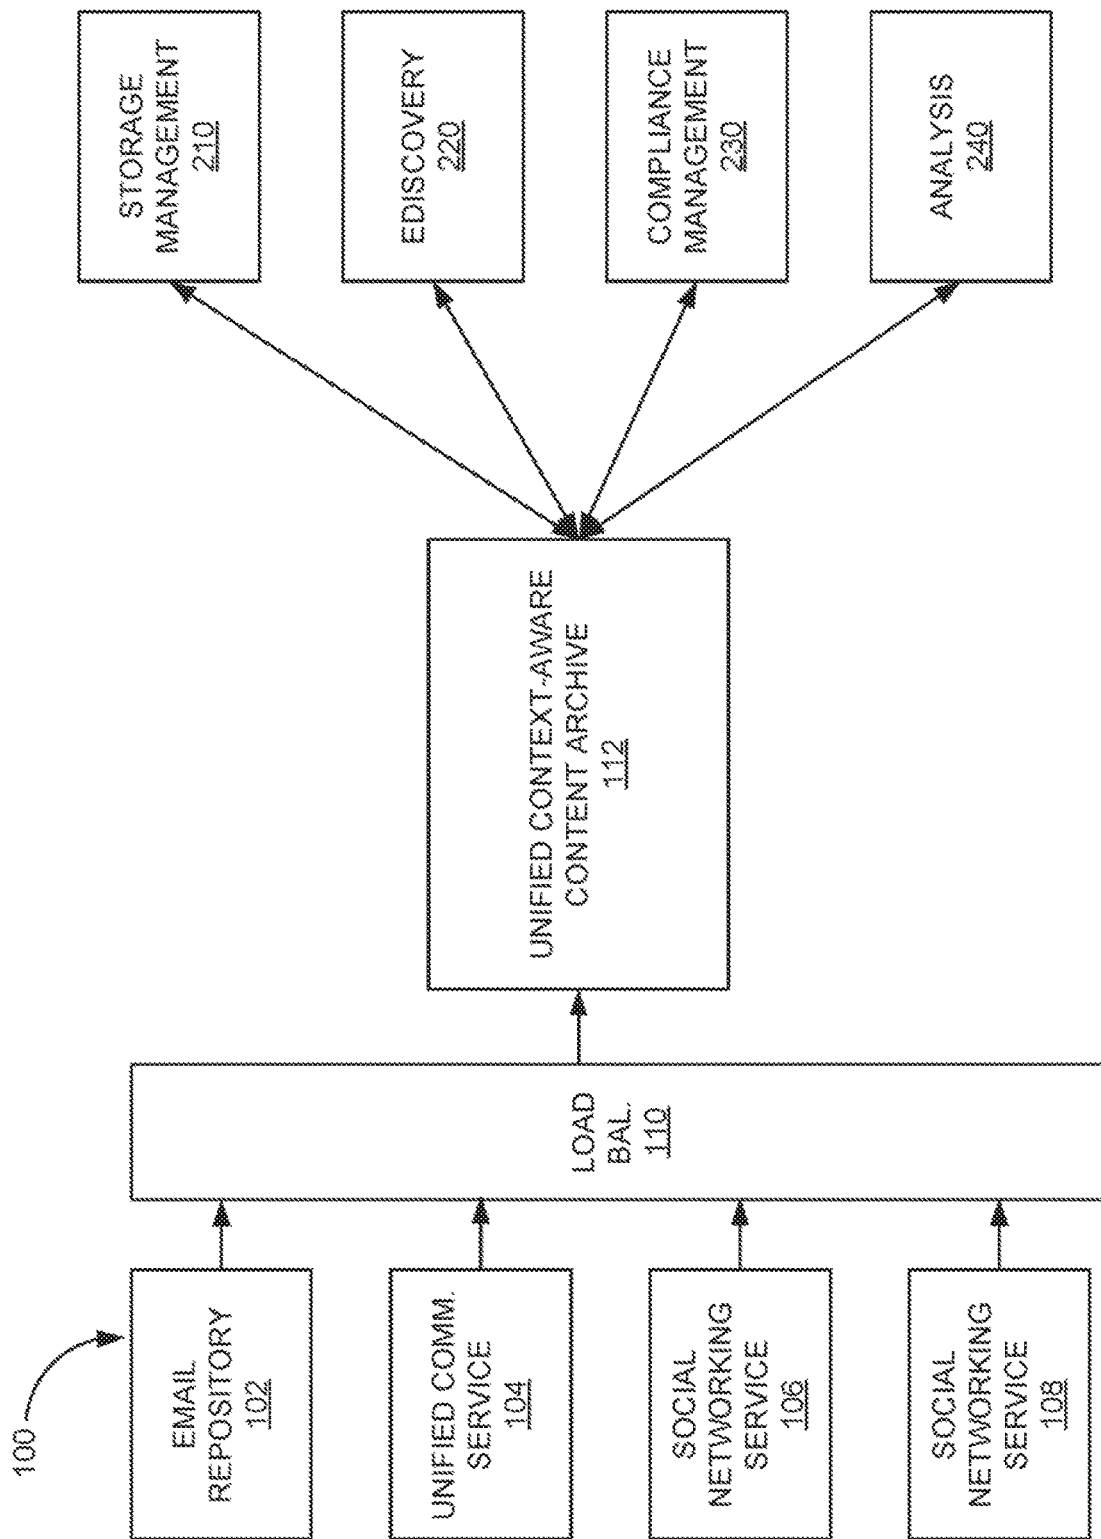 100
EMAIL
REPOSITORY
102
UNIFIED COMM.
SERVICE
104
SOCIAL
NETWORKING
SERVICE
106
SOCIAL
NETWORKING
SERVICE
108
LOAD
BAL.
110
UNIFIED CONTEXT-AWARE
CONTENT ARCHIVE
112
STORAGE
MANAGEMENT
210
EDISCOVERY
220
COMPLIANCE
MANAGEMENT
230
ANALYSIS
240